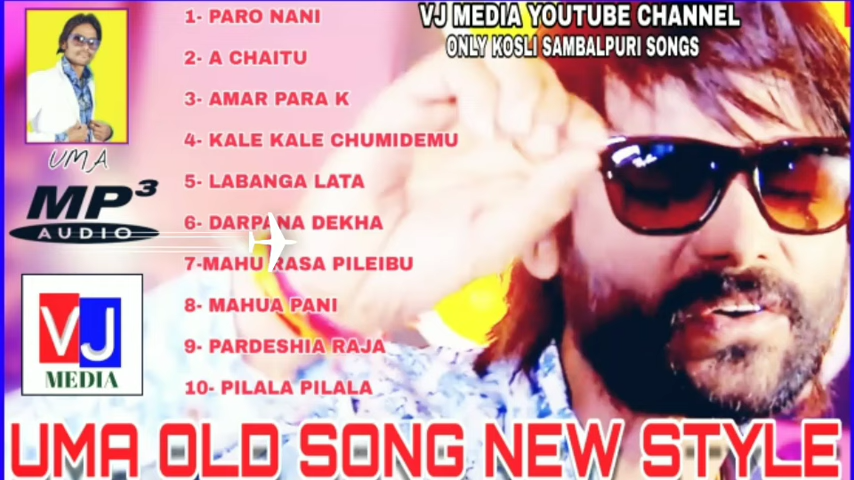 VJ MEDIA YOUTUBE CHANNEL
ONLY KOSLI SAMBALPURI SONGS
1- PARO NANI
2- A CHAITU
3- AMAR PARA K
4- KALE KALE CHUMIDEMU
5- LABANGA LATA
6- DARPANA DEKHA
7-MAHU RASA PILEIBU
8- MAHUA PANI
9- PARDESHIA RAJA
10- PILALA PILALA
UMA
MP3
AUDIO
VJ
MEDIA
UMA OLD SONG NEW STYLE